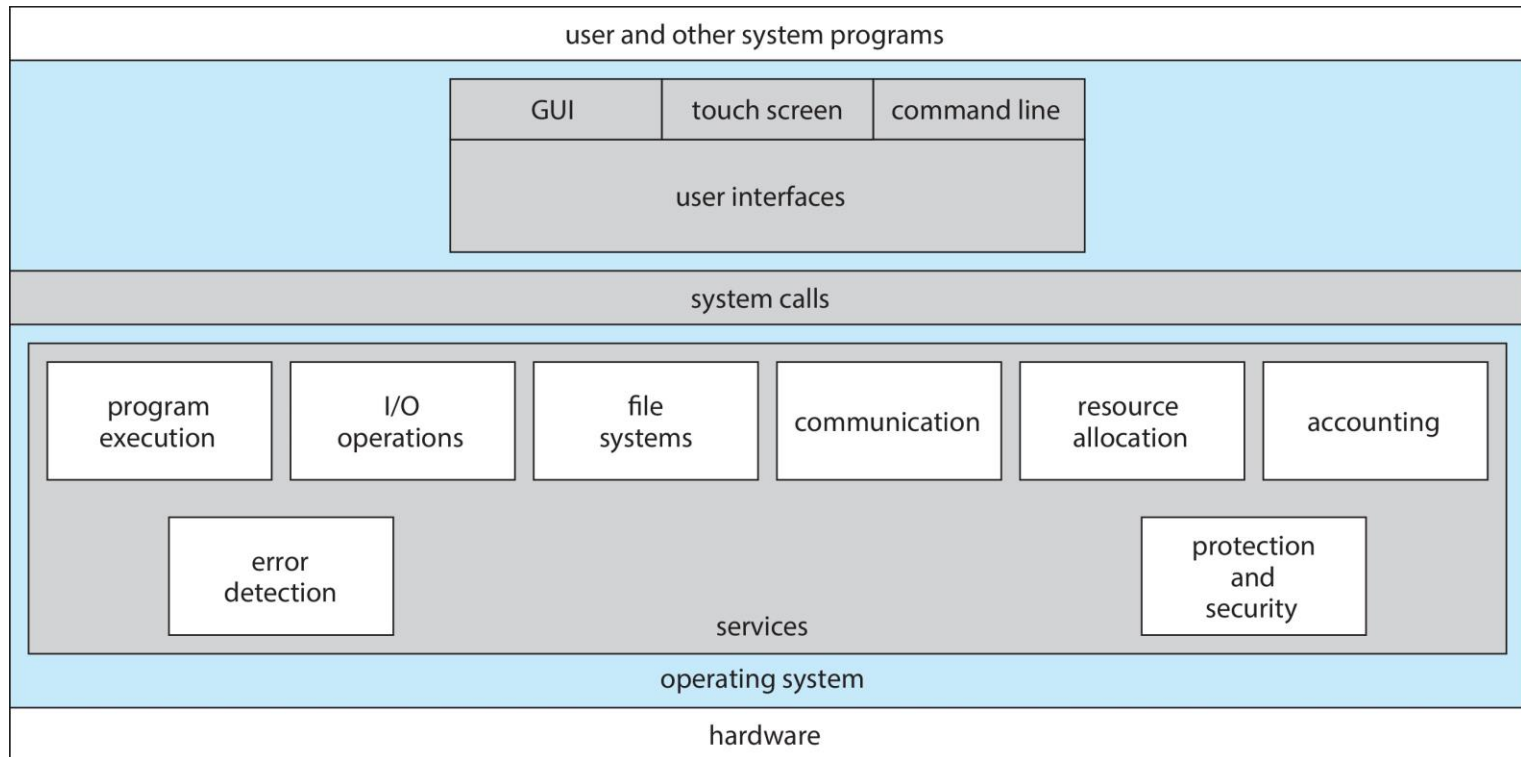 user and other system programs
GUI
touch screen
command line
user interfaces
system calls
program
execution
I/O
operations
file
systems
communication
resource
allocation
accounting
error
detection
protection
and
security
services
operating system
hardware